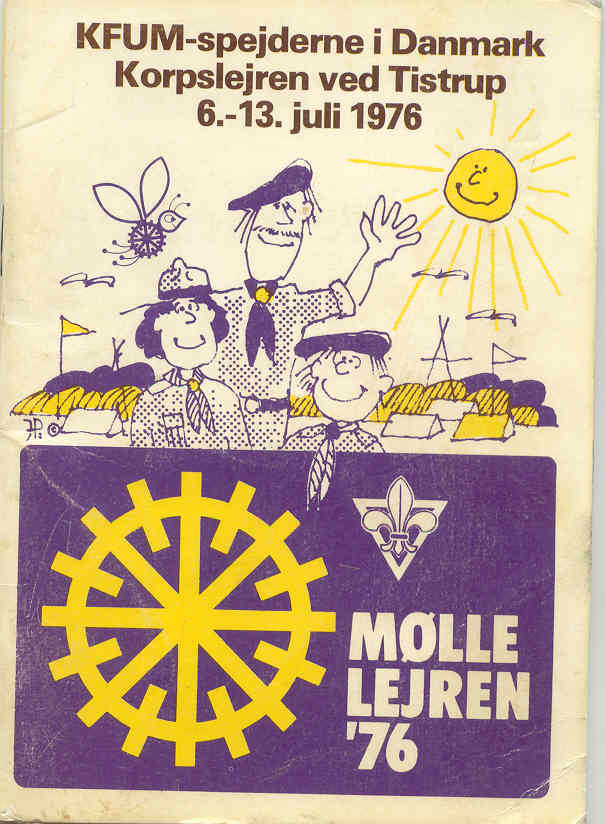 KFUM-spejderne i Danmark
Korpslejren ved Tistrup
6.-13. juli 1976
©
MØLLE
LEJREN
'76